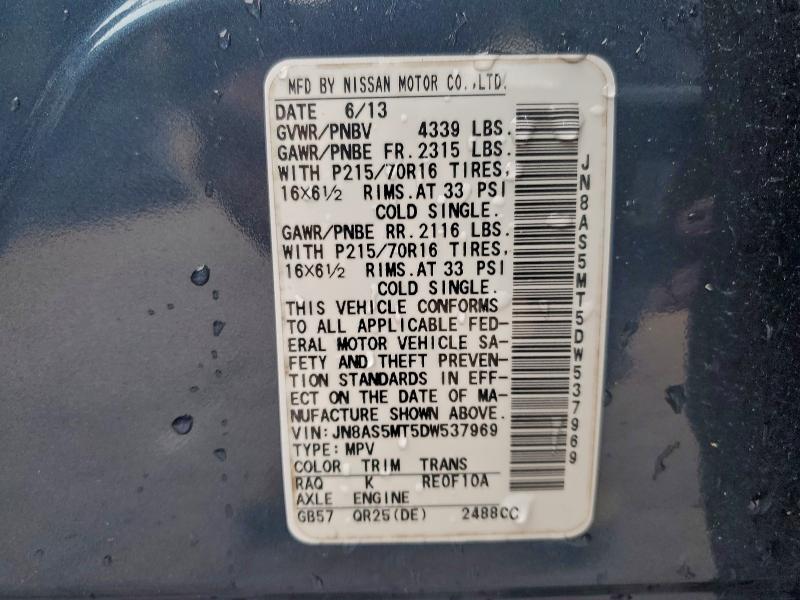 MFD BY NISSAN MOTOR CO.,LTD.
DATE 6/13
GVWR/PNBV 4339 LBS.
GAWR/PNBE FR.2315 LBS.
WITH P215/70R16 TIRES,
16×6½ RIMS.AT 33 PSI
COLD SINGLE.
GAWR/PNBE RR.2116 LBS.
WITH P215/70R16 TIRES,
16×6½ RIMS.AT 33 PSI
COLD SINGLE.
THIS VEHICLE CONFORMS
TO ALL APPLICABLE FED-
ERAL MOTOR VEHICLE SA-
FETY AND THEFT PREVEN-
TION STANDARDS IN EFF-
ECT ON THE DATE OF MA-
NUFACTURE SHOWN ABOVE.
VIN:JN8AS5MT5DW537969
TYPE:MPV
COLOR TRIM TRANS
RAQ K RE0F10A
AXLE ENGINE
GB57 QR25(DE) 2488CC
JN8AS5MT5DW537969